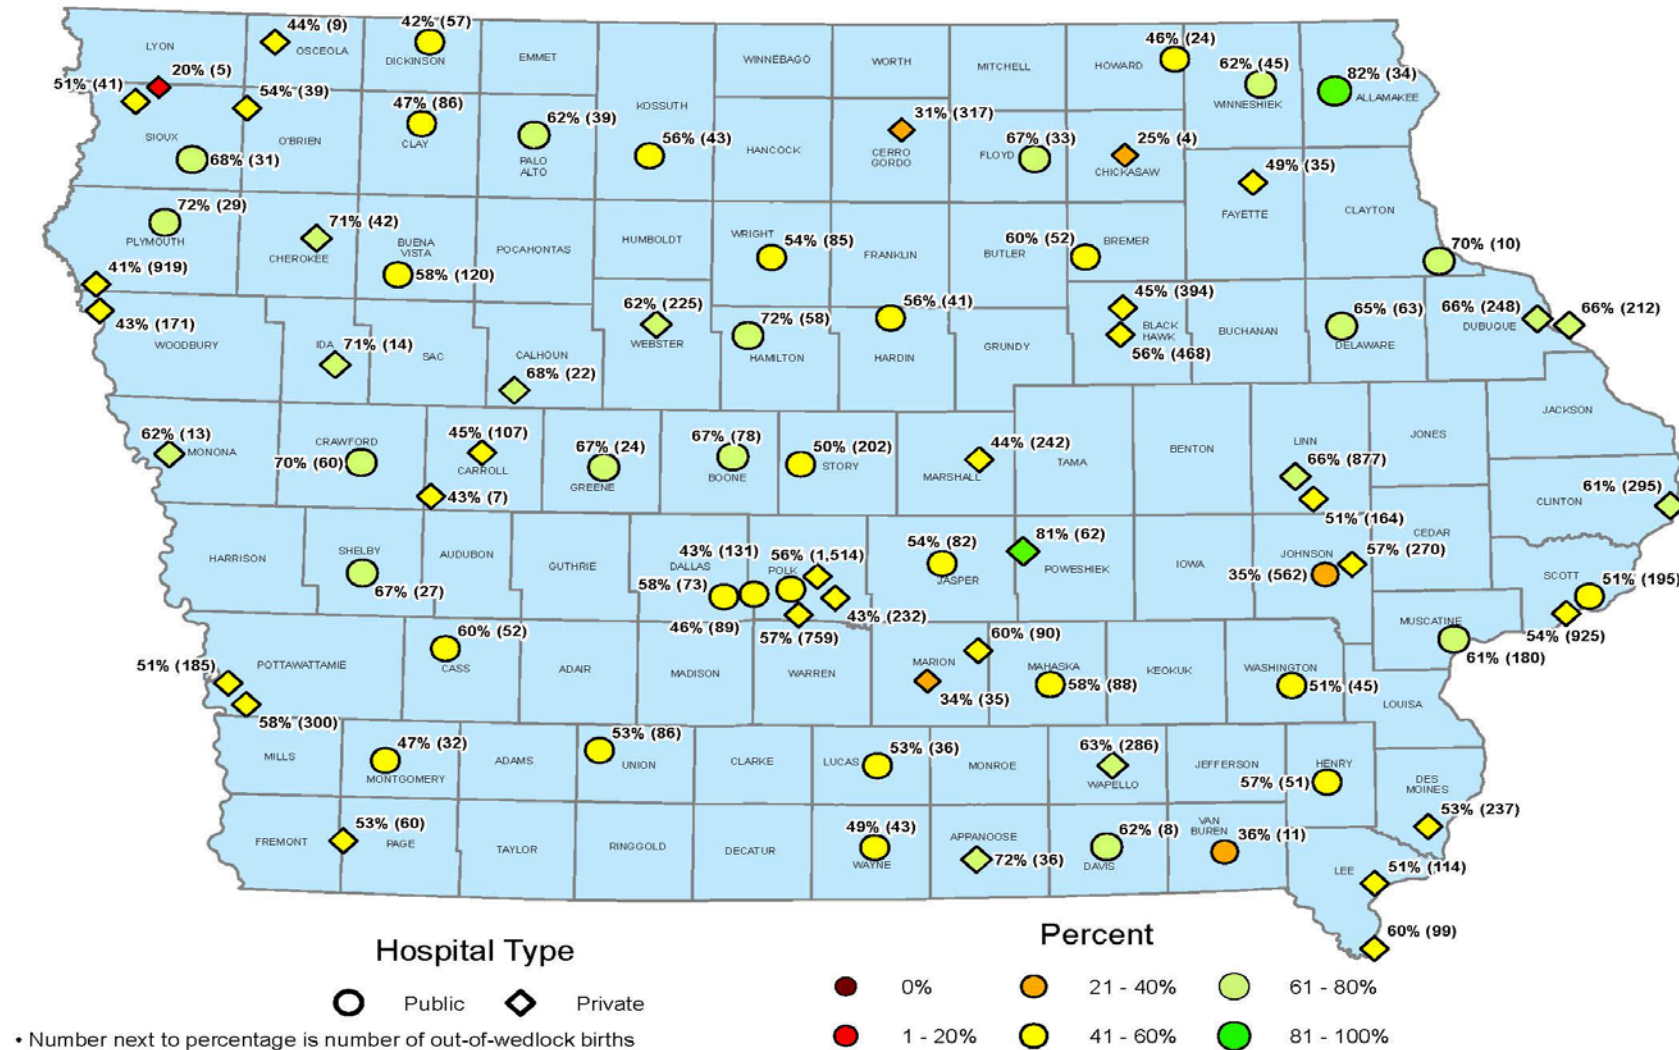 44% (9)
42% (57)
LYON
OSCEOLA
DICKINSON
EMMET
WINNEBAGO
WORTH
MITCHELL
HOWARD
46% (24)
62% (45)
WINNESHIEK
82% (34)
ALLAMAKEE
51% (41)
20% (5)
54% (39)
47% (86)
CLAY
62% (39)
PALO
ALTO
KOSSUTH
56% (43)
HANCOCK
31% (317)
CERRO
GORDO
67% (33)
FLOYD
25% (4)
CHICKASAW
SIOUX
68% (31)
O'BRIEN
49% (35)
FAYETTE
CLAYTON
72% (29)
PLYMOUTH
71% (42)
CHEROKEE
BUENA
VISTA
58% (120)
POCAHONTAS
HUMBOLDT
WRIGHT
54% (85)
FRANKLIN
BUTLER
60% (52)
BREMER
70% (10)
41% (919)
43% (171)
WOODBURY
IDA
71% (14)
SAC
CALHOUN
68% (22)
62% (225)
WEBSTER
72% (58)
HAMILTON
56% (41)
HARDIN
GRUNDY
45% (394)
BLACK
HAWK
56% (468)
BUCHANAN
65% (63)
DELAWARE
66% (248)
DUBUQUE
66% (212)
62% (13)
MONONA
CRAWFORD
70% (60)
45% (107)
CARROLL
43% (7)
67% (24)
GREENE
67% (78)
BOONE
50% (202)
STORY
44% (242)
MARSHALL
TAMA
BENTON
LINN
66% (877)
51% (164)
JONES
JACKSON
61% (295)
CLINTON
HARRISON
SHELBY
67% (27)
AUDUBON
GUTHRIE
43% (131)
DALLAS
58% (73)
46% (89)
56% (1,514)
POLK
43% (232)
57% (759)
54% (82)
JASPER
81% (62)
POWESHIEK
IOWA
JOHNSON
57% (270)
35% (562)
CEDAR
SCOTT
51% (195)
54% (925)
MUSCATINE
61% (180)
51% (185)
POTTAWATTAMIE
58% (300)
60% (52)
CASS
ADAIR
MADISON
WARREN
MARION
60% (90)
34% (35)
MAHASKA
58% (88)
KEOKUK
WASHINGTON
51% (45)
LOUISA
MILLS
47% (32)
MONTGOMERY
ADAMS
53% (86)
UNION
CLARKE
LUCAS
53% (36)
MONROE
63% (286)
WAPELLO
JEFFERSON
HENRY
57% (51)
DES
MOINES
53% (237)
FREMONT
53% (60)
PAGE
TAYLOR
RINGGOLD
DECATUR
49% (43)
WAYNE
APPANOOSE
72% (36)
62% (8)
DAVIS
VAN
BUREN
36% (11)
LEE
51% (114)
60% (99)
Hospital Type
Public
Private
• Number next to percentage is number of out-of-wedlock births
Percent
0%
21 - 40%
61 - 80%
1 - 20%
41 - 60%
81 - 100%